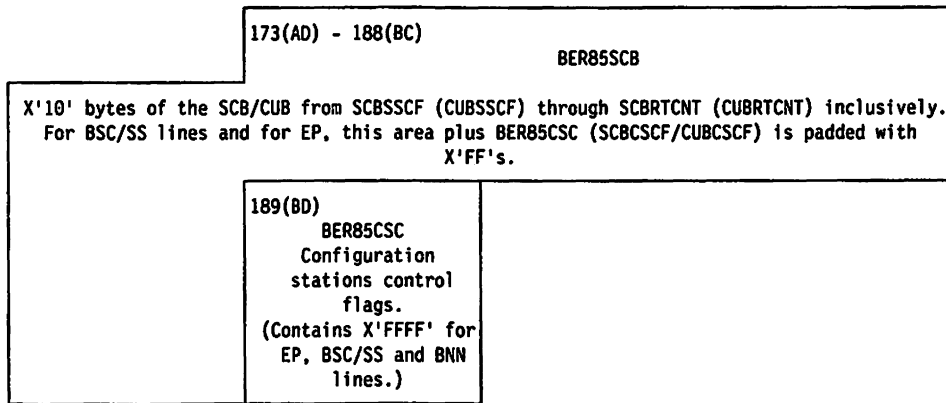 173(AD) - 188(BC)
BER85SCB
X'10' bytes of the SCB/CUB from SCBSSCF (CUBSSCF) through SCBRTCNT (CUBRTCNT) inclusively.
For BSC/SS lines and for EP, this area plus BER85CSC (SCBCSCF/CUBCSCF) is padded with
X'FF's.
189(BD)
BER85CSC
Configuration
stations control
flags.
(Contains X'FFFF' for
EP, BSC/SS and BNN
lines.)